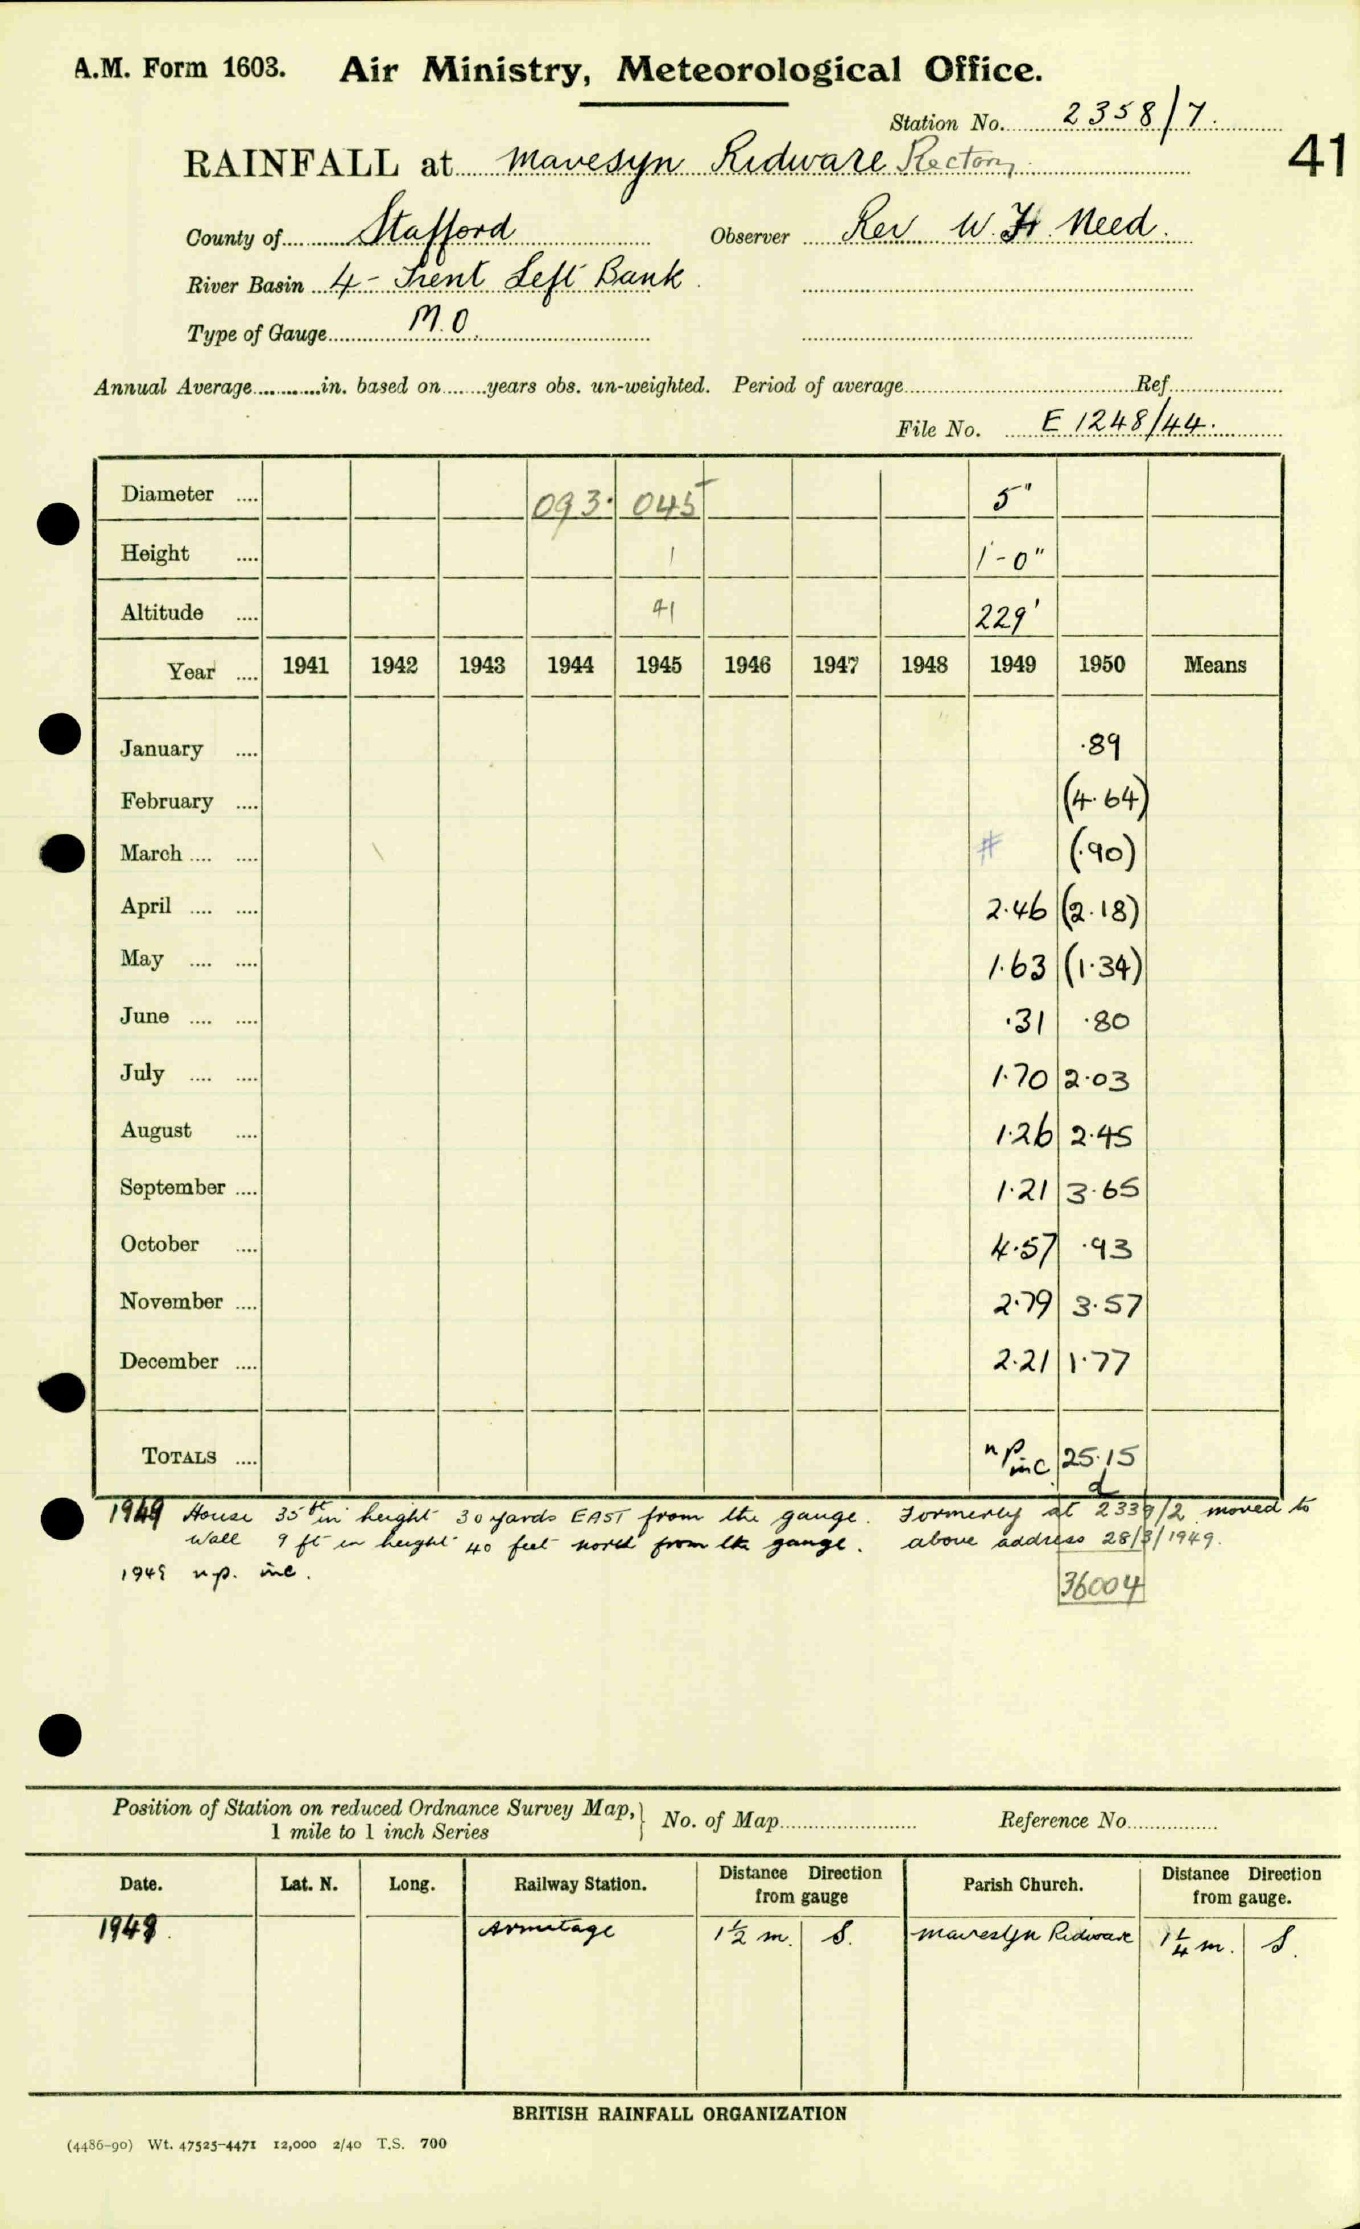 A.M. Form 1603. Air Ministry, Meteorological Office.
Station No. 2358/7.
41
RAINFALL at Mavesyn Ridware Rectory
County of Stafford Observer Rev W. H. Need.
River Basin 4 - Trent Left Bank.
Type of Gauge M.O.
Annual Average in. based on years obs. un-weighted. Period of average Ref.
File No. E 1248/44.
Diameter 093. 045 5"
Height 1 1'-0"
Altitude 41 229'
Year 1941 1942 1943 1944 1945 1946 1947 1948 1949 1950 Means
January .89
February (4.64)
March # (.90)
April 2.46 (2.18)
May 1.63 (1.34)
June .31 .80
July 1.70 2.03
August 1.26 2.45
September 1.21 3.65
October 4.57 .93
November 2.79 3.57
December 2.21 1.77
TOTALS np inc 25.15
d
1949 House 35 in height 30 yards EAST from the gauge. Formerly at 2339/2 moved to
Wall 9 ft in height 40 feet north from the gauge. above address 28/3/1949.
1949 n.p. inc.
36004
Position of Station on reduced Ordnance Survey Map,} No. of Map Reference No.
1 mile to 1 inch Series
Date. Lat. N. Long. Railway Station. Distance Direction from gauge Parish Church. Distance Direction from gauge.
1949. Armitage 1½ m. S. Mavesyn Ridware 1¼ m. S.
BRITISH RAINFALL ORGANIZATION
(4486-90) Wt. 47525-4471 12,000 2/40 T.S. 700